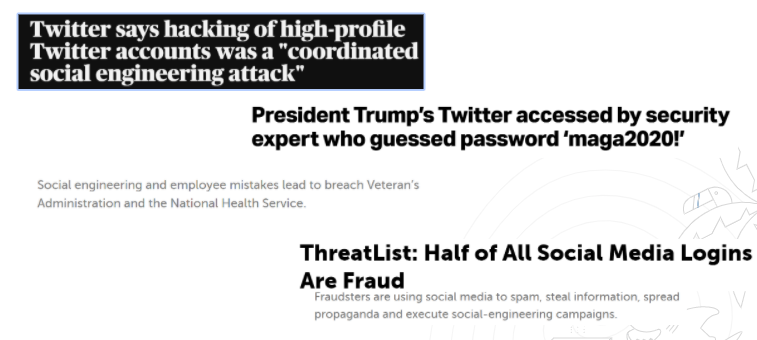 Twitter says hacking of high-profile
Twitter accounts was a "coordinated
social engineering attack"
President Trump's Twitter accessed by security
expert who guessed password ‘maga2020!’
Social engineering and employee mistakes lead to breach Veteran's
Administration and the National Health Service.
ThreatList: Half of All Social Media Logins
Are Fraud
Fraudsters are using social media to spam, steal information, spread
propaganda and execute social-engineering campaigns.